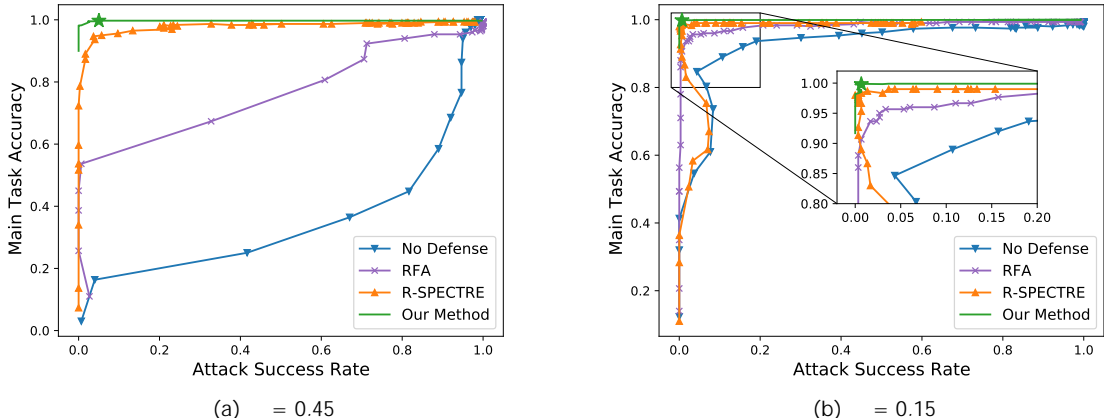 Main Task Accuracy
1.0
0.8
0.6
0.4
0.2
0.0
0.0 0.2 0.4 0.6 0.8 1.0
Attack Success Rate
No Defense
RFA
R-SPECTRE
Our Method
(a) = 0.45
Main Task Accuracy
1.0
0.8
0.6
0.4
0.2
0.0 0.2 0.4 0.6 0.8 1.0
Attack Success Rate
1.00
0.95
0.90
0.85
0.80
0.00 0.05 0.10 0.15 0.20
No Defense
RFA
R-SPECTRE
Our Method
(b) = 0.15